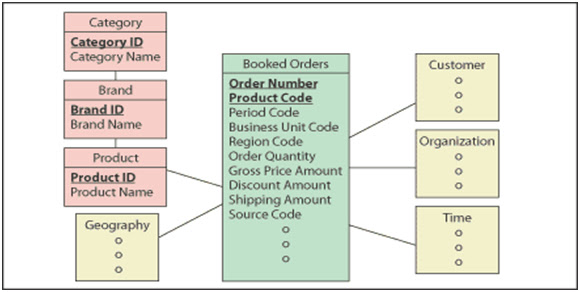 Category
Category ID
Category Name
Brand
Brand ID
Brand Name
Product
Product ID
Product Name
Geography
Booked Orders
Order Number
Product Code
Period Code
Business Unit Code
Region Code
Order Quantity
Gross Price Amount
Discount Amount
Shipping Amount
Source Code
Customer
Organization
Time